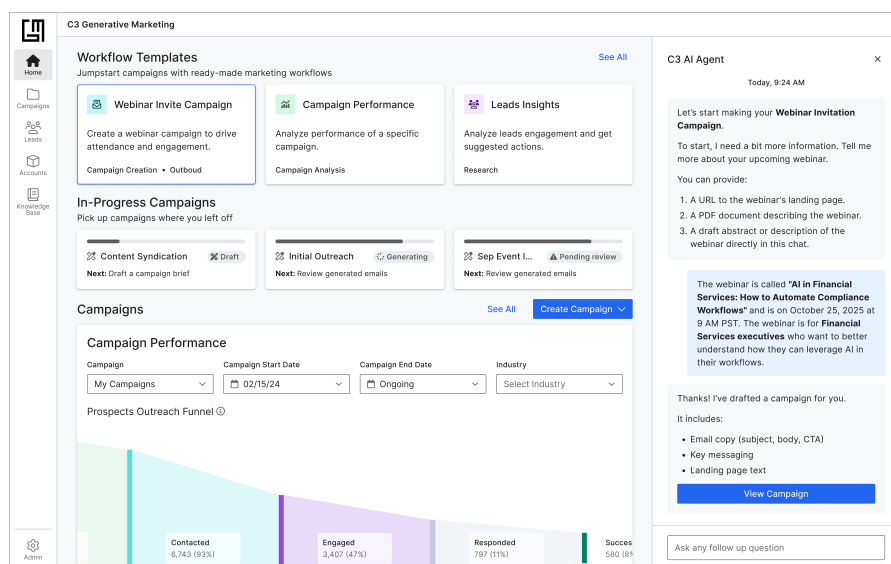 C3 Generative Marketing
Home
Campaigns
Leads
Accounts
Knowledge
Base
Admin
Workflow Templates
See All
Jumpstart campaigns with ready-made marketing workflows
Webinar Invite Campaign
Create a webinar campaign to drive
attendance and engagement.
Campaign Creation • Outboud
Campaign Performance
Analyze performance of a specific
campaign.
Campaign Analysis
Leads Insights
Analyze leads engagement and get
suggested actions.
Research
In-Progress Campaigns
Pick up campaigns where you left off
Content Syndication
Draft
Next: Draft a campaign brief
Initial Outreach
Generating
Next: Review generated emails
Sep Event I...
Pending review
Next: Review generated emails
Campaigns
See All
Create Campaign
Campaign Performance
Campaign
My Campaigns
Campaign Start Date
02/15/24
Campaign End Date
Ongoing
Industry
Select Industry
Prospects Outreach Funnel
Contacted
6,743 (93%)
Engaged
3,407 (47%)
Responded
797 (11%)
Succes
580 (8%
C3 AI Agent
Today, 9:24 AM
Let's start making your Webinar Invitation
Campaign.
To start, I need a bit more information. Tell me
more about your upcoming webinar.
You can provide:
1. A URL to the webinar's landing page.
2. A PDF document describing the webinar.
3. A draft abstract or description of the
webinar directly in this chat.
The webinar is called "AI in Financial
Services: How to Automate Compliance
Workflows" and is on October 25, 2025 at
9 AM PST. The webinar is for Financial
Services executives who want to better
understand how they can leverage AI in
their workflows.
Thanks! I've drafted a campaign for you.
It includes:
• Email copy (subject, body, CTA)
• Key messaging
• Landing page text
View Campaign
Ask any follow up question